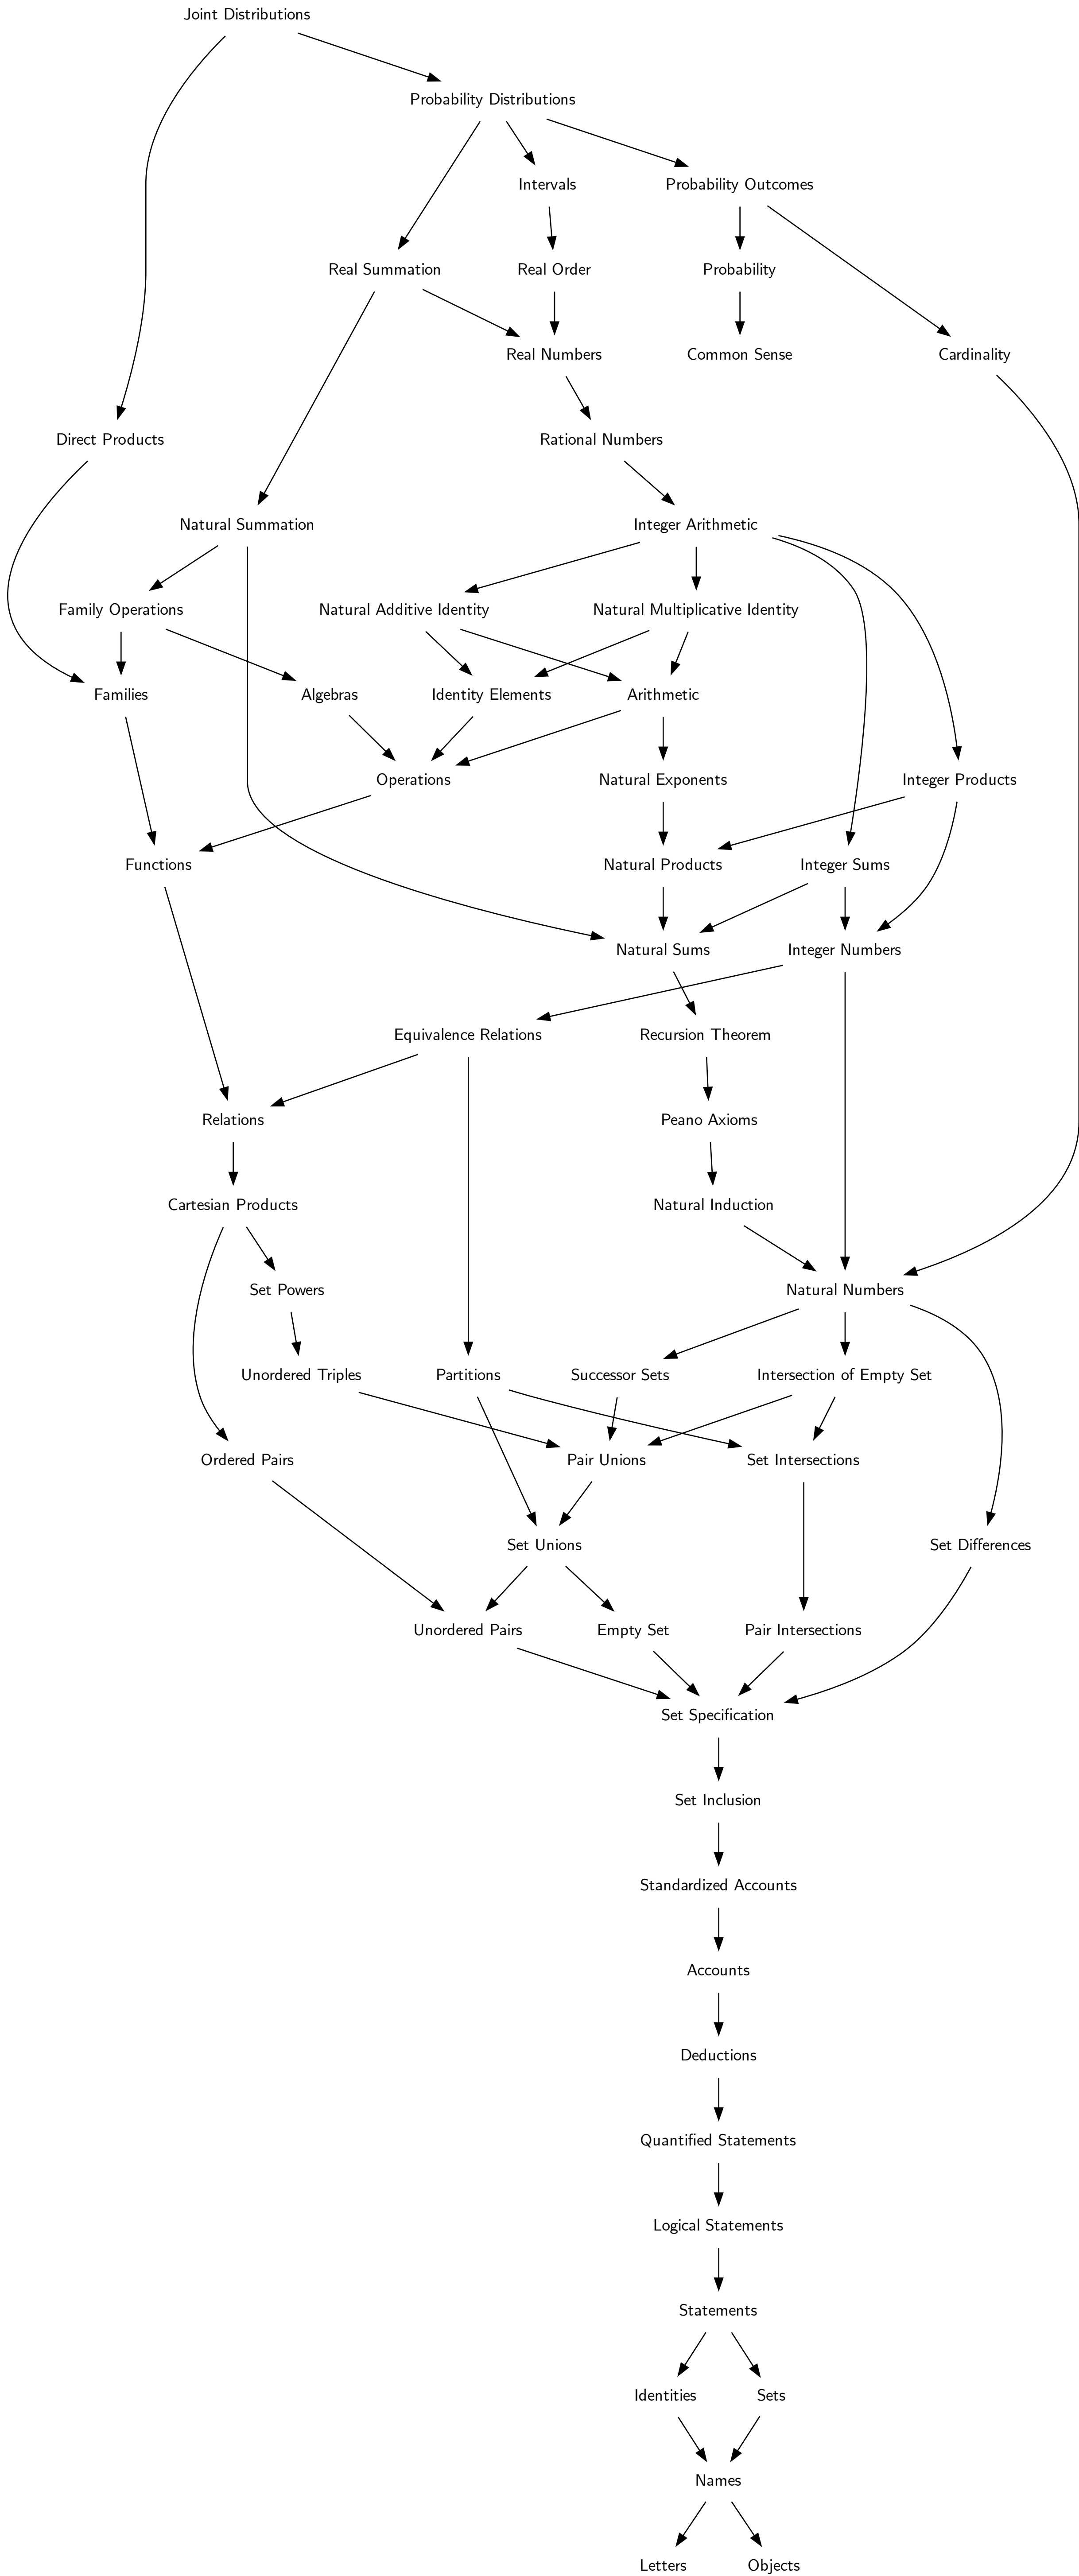 Joint Distributions
Probability Distributions
Intervals
Probability Outcomes
Real Summation
Real Order
Probability
Real Numbers
Common Sense
Cardinality
Direct Products
Rational Numbers
Natural Summation
Integer Arithmetic
Family Operations
Natural Additive Identity
Natural Multiplicative Identity
Families
Algebras
Identity Elements
Arithmetic
Operations
Natural Exponents
Integer Products
Functions
Natural Products
Integer Sums
Natural Sums
Integer Numbers
Equivalence Relations
Recursion Theorem
Relations
Peano Axioms
Cartesian Products
Natural Induction
Set Powers
Natural Numbers
Unordered Triples
Partitions
Successor Sets
Intersection of Empty Set
Ordered Pairs
Pair Unions
Set Intersections
Set Unions
Set Differences
Unordered Pairs
Empty Set
Pair Intersections
Set Specification
Set Inclusion
Standardized Accounts
Accounts
Deductions
Quantified Statements
Logical Statements
Statements
Identities
Sets
Names
Letters
Objects